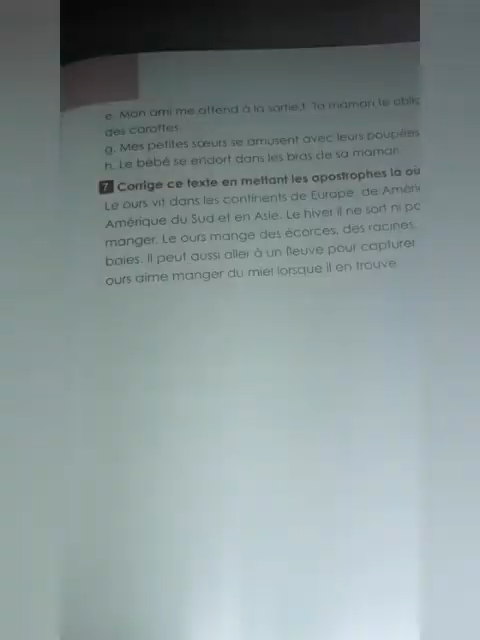 e. Mon ami me attend à la sortie.f. Ta maman te oblig
des carottes.
g. Mes petites sœurs se amusent avec leurs poupées
h. Le bébé se endort dans les bras de sa maman
7 Corrige ce texte en mettant les apostrophes là où
Le ours vit dans les continents de Europe, de Améri
Amérique du Sud et en Asie. Le hiver il ne sort ni po
manger. Le ours mange des écorces, des racines,
baies. Il peut aussi aller à un fleuve pour capturer
ours aime manger du miel lorsque il en trouve.